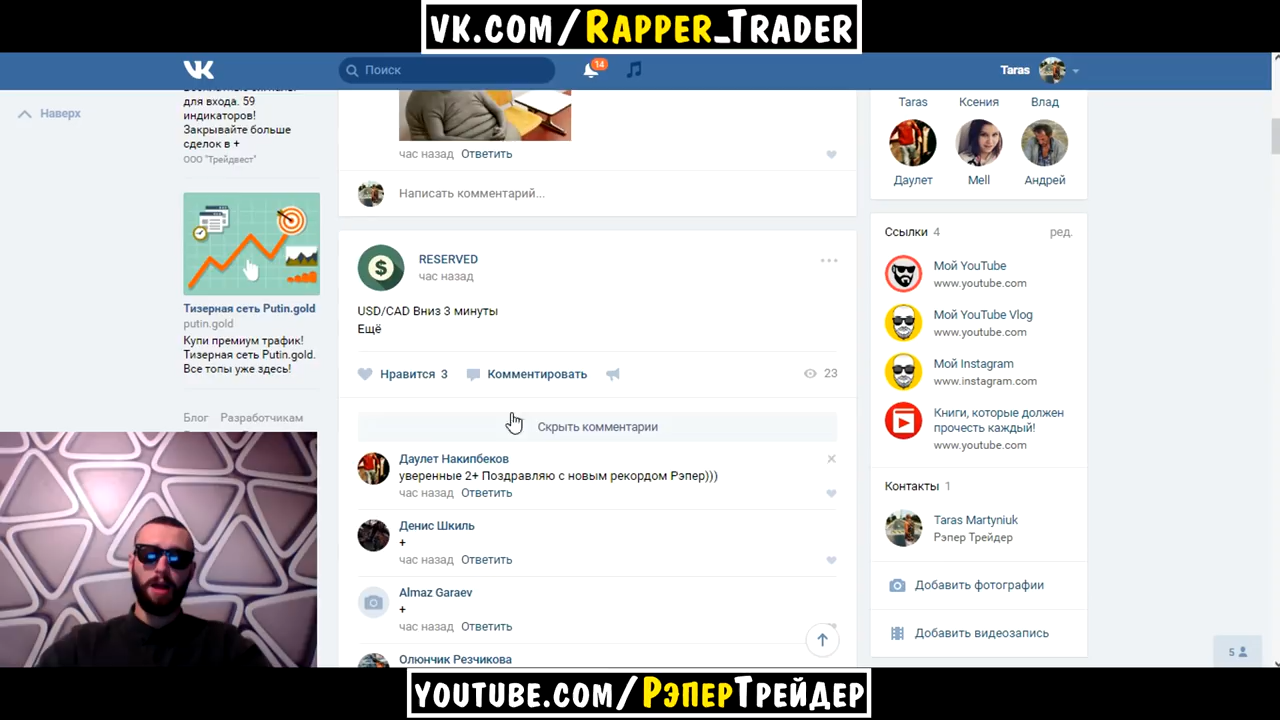 vk.com/Rapper_Trader
Поиск
14
Taras
Наверх
для входа. 59
индикаторов!
Закрывайте больше
сделок в +
ООО "Трейдвест"
Тизерная сеть Putin.gold
putin.gold
Купи премиум трафик!
Тизерная сеть Putin.gold.
Все топы уже здесь!
Блог Разработчикам
час назад Ответить
Написать комментарий...
RESERVED
час назад
USD/CAD Вниз 3 минуты
Ещё
Нравится 3 Комментировать 23
Скрыть комментарии
Даулет Накипбеков
уверенные 2+ Поздравляю с новым рекордом Рэпер)))
час назад Ответить
Денис Шкиль
+
час назад Ответить
Almaz Garaev
+
час назад Ответить
Олюнчик Резчикова
Taras Ксения Влад
Даулет Mell Андрей
Ссылки 4 ред.
Мой YouTube
www.youtube.com
Мой YouTube Vlog
www.youtube.com
Мой Instagram
www.instagram.com
Книги, которые должен
прочесть каждый!
www.youtube.com
Контакты 1
Taras Martyniuk
Рэпер Трейдер
Добавить фотографии
Добавить видеозапись
5
youtube.com/РэперТрейдер